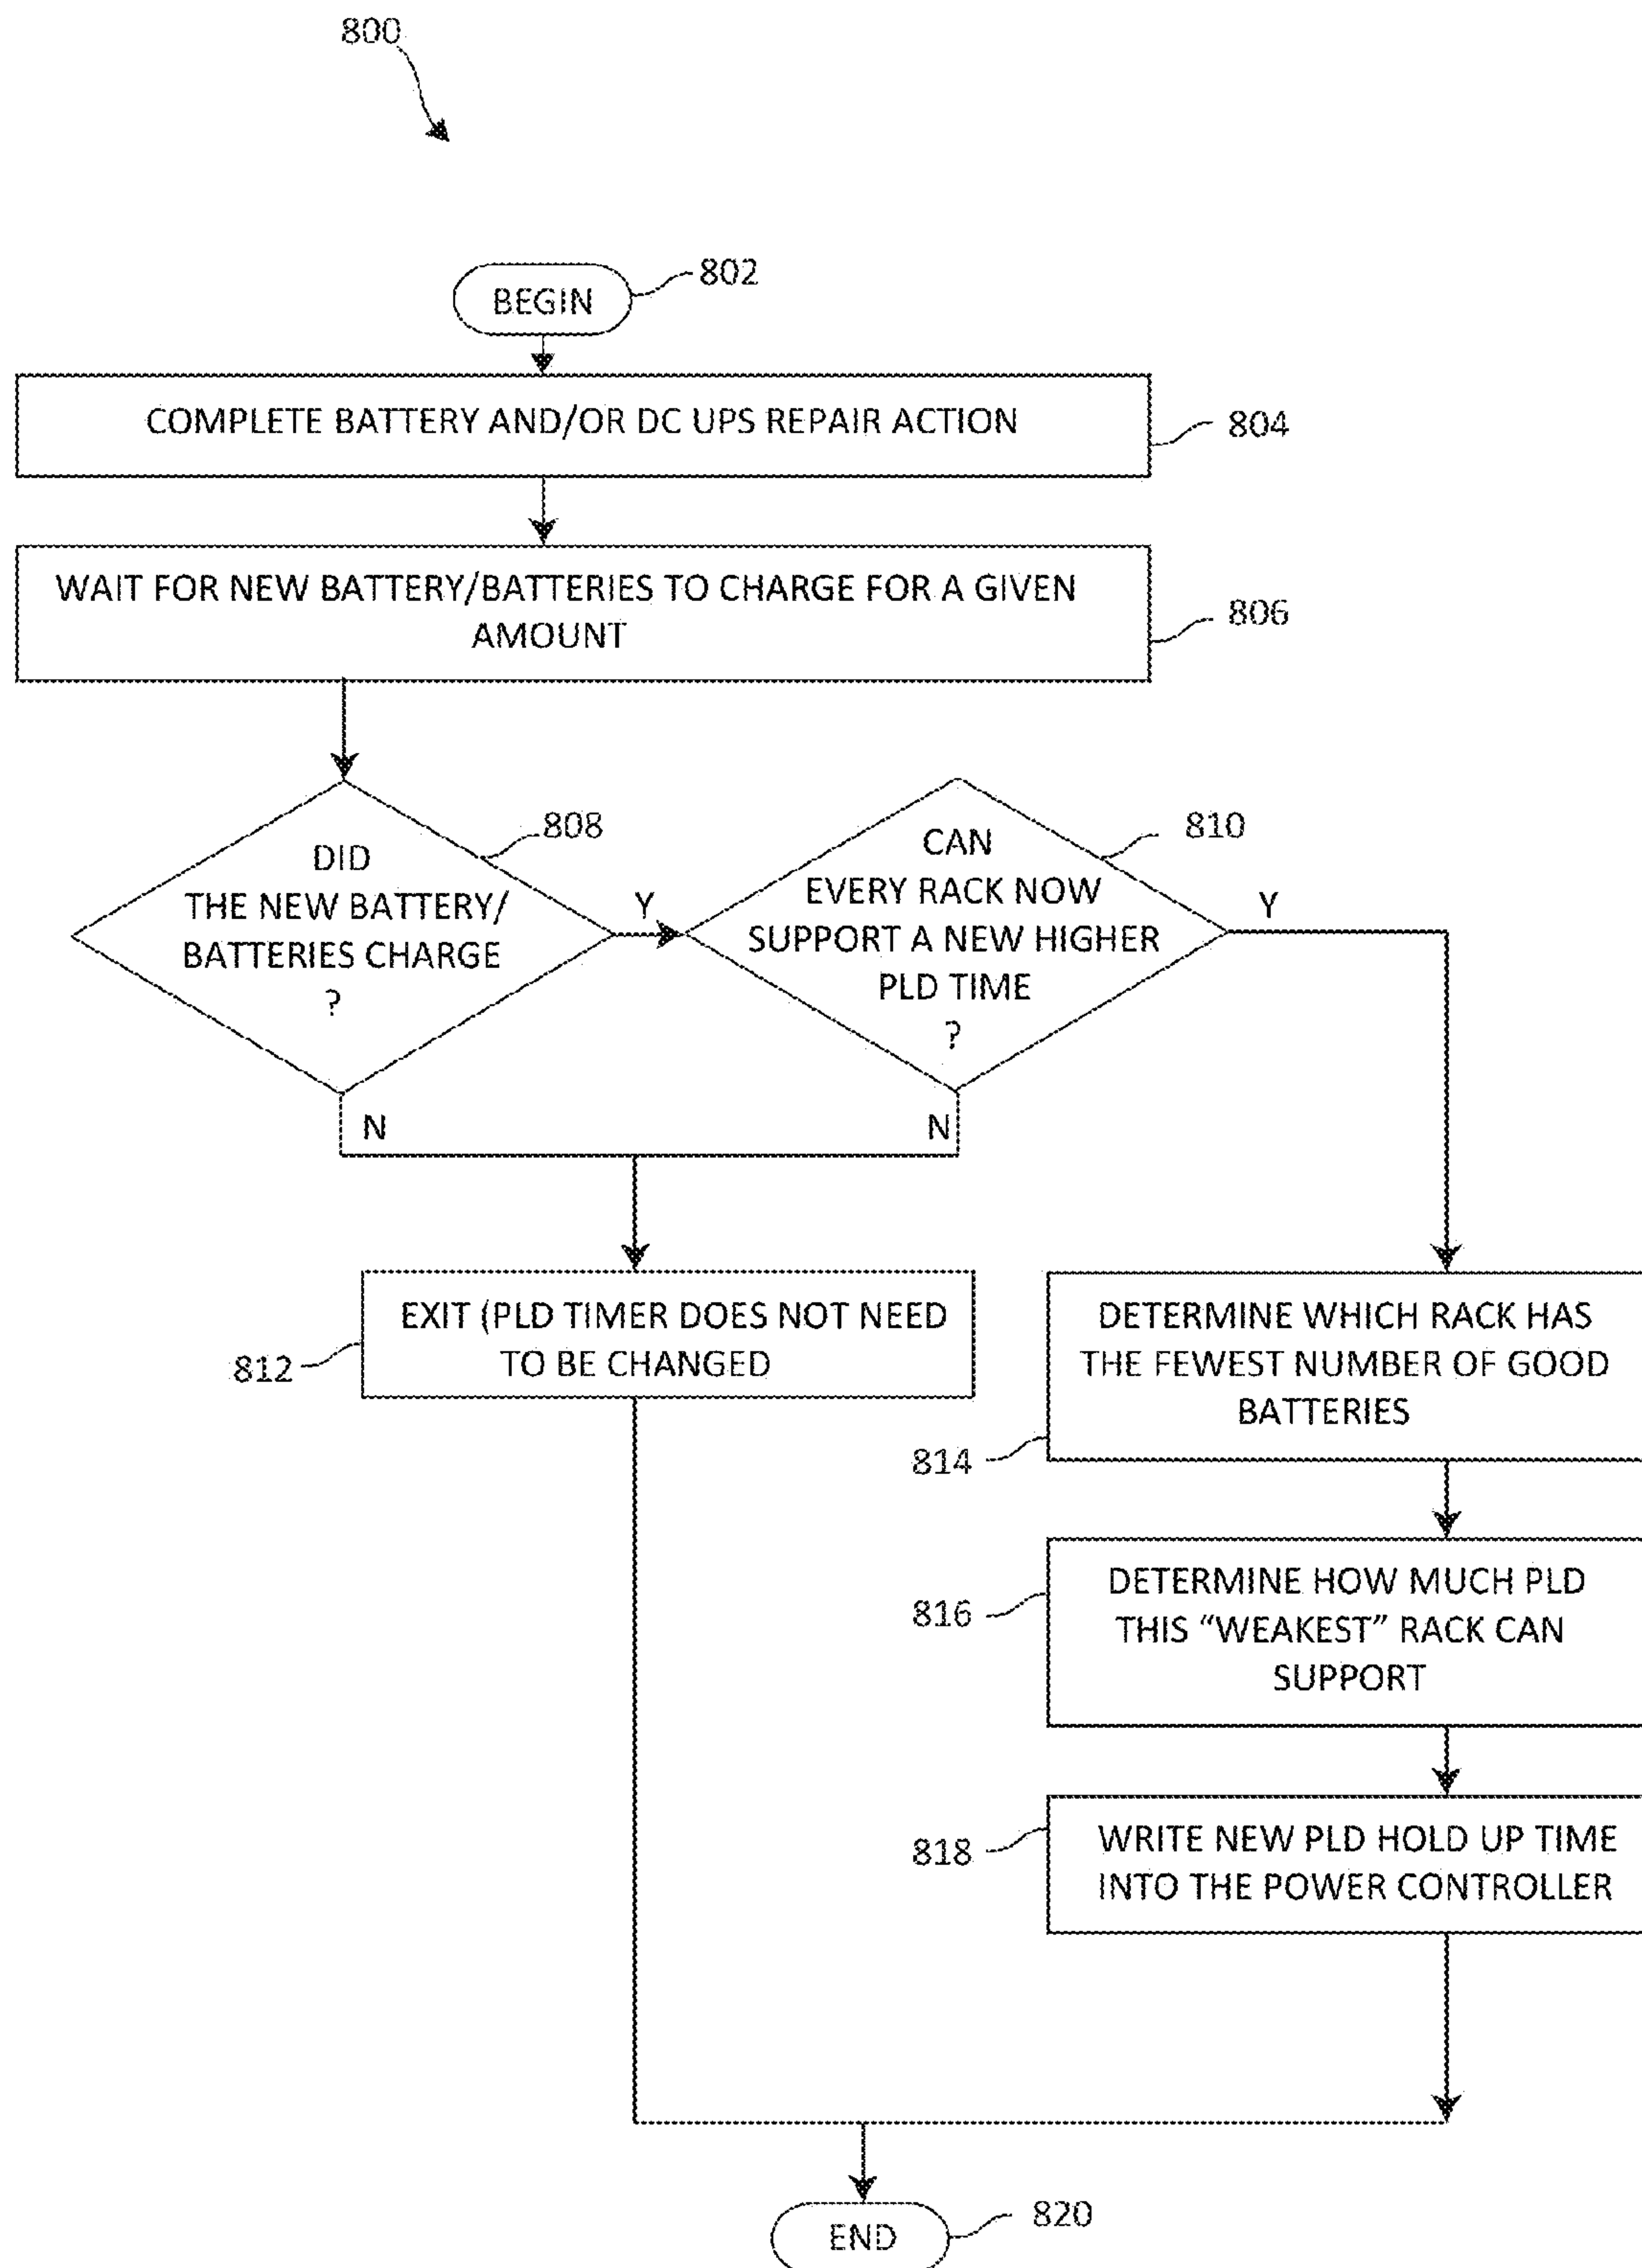 800
BEGIN
802
COMPLETE BATTERY AND/OR DC UPS REPAIR ACTION
804
WAIT FOR NEW BATTERY/BATTERIES TO CHARGE FOR A GIVEN
AMOUNT
806
DID
THE NEW BATTERY/
BATTERIES CHARGE
?
808
Y
N
CAN
EVERY RACK NOW
SUPPORT A NEW HIGHER
PLD TIME
?
810
Y
N
EXIT (PLD TIMER DOES NOT NEED
TO BE CHANGED
812
DETERMINE WHICH RACK HAS
THE FEWEST NUMBER OF GOOD
BATTERIES
814
DETERMINE HOW MUCH PLD
THIS “WEAKEST” RACK CAN
SUPPORT
816
WRITE NEW PLD HOLD UP TIME
INTO THE POWER CONTROLLER
818
END
820